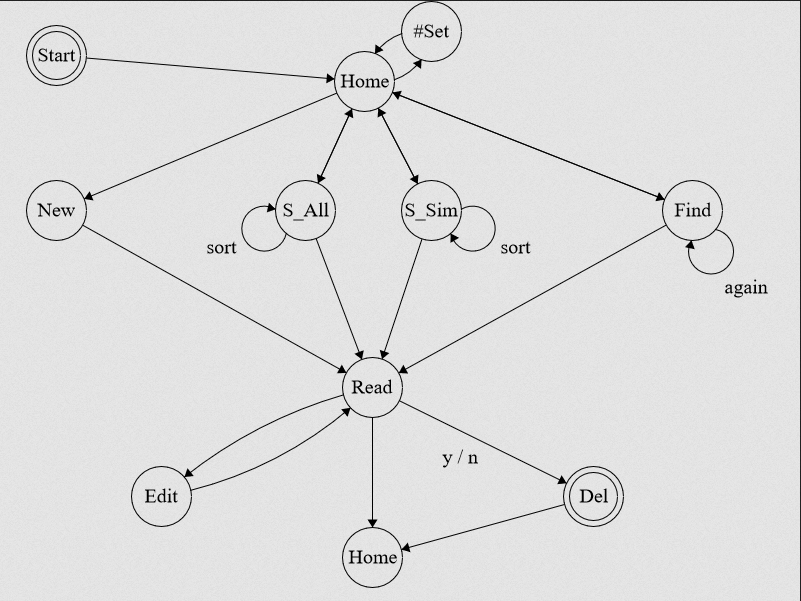 #Set
Start
Home
New
S_All
S_Sim
Find
sort
sort
again
Read
y / n
Edit
Del
Home